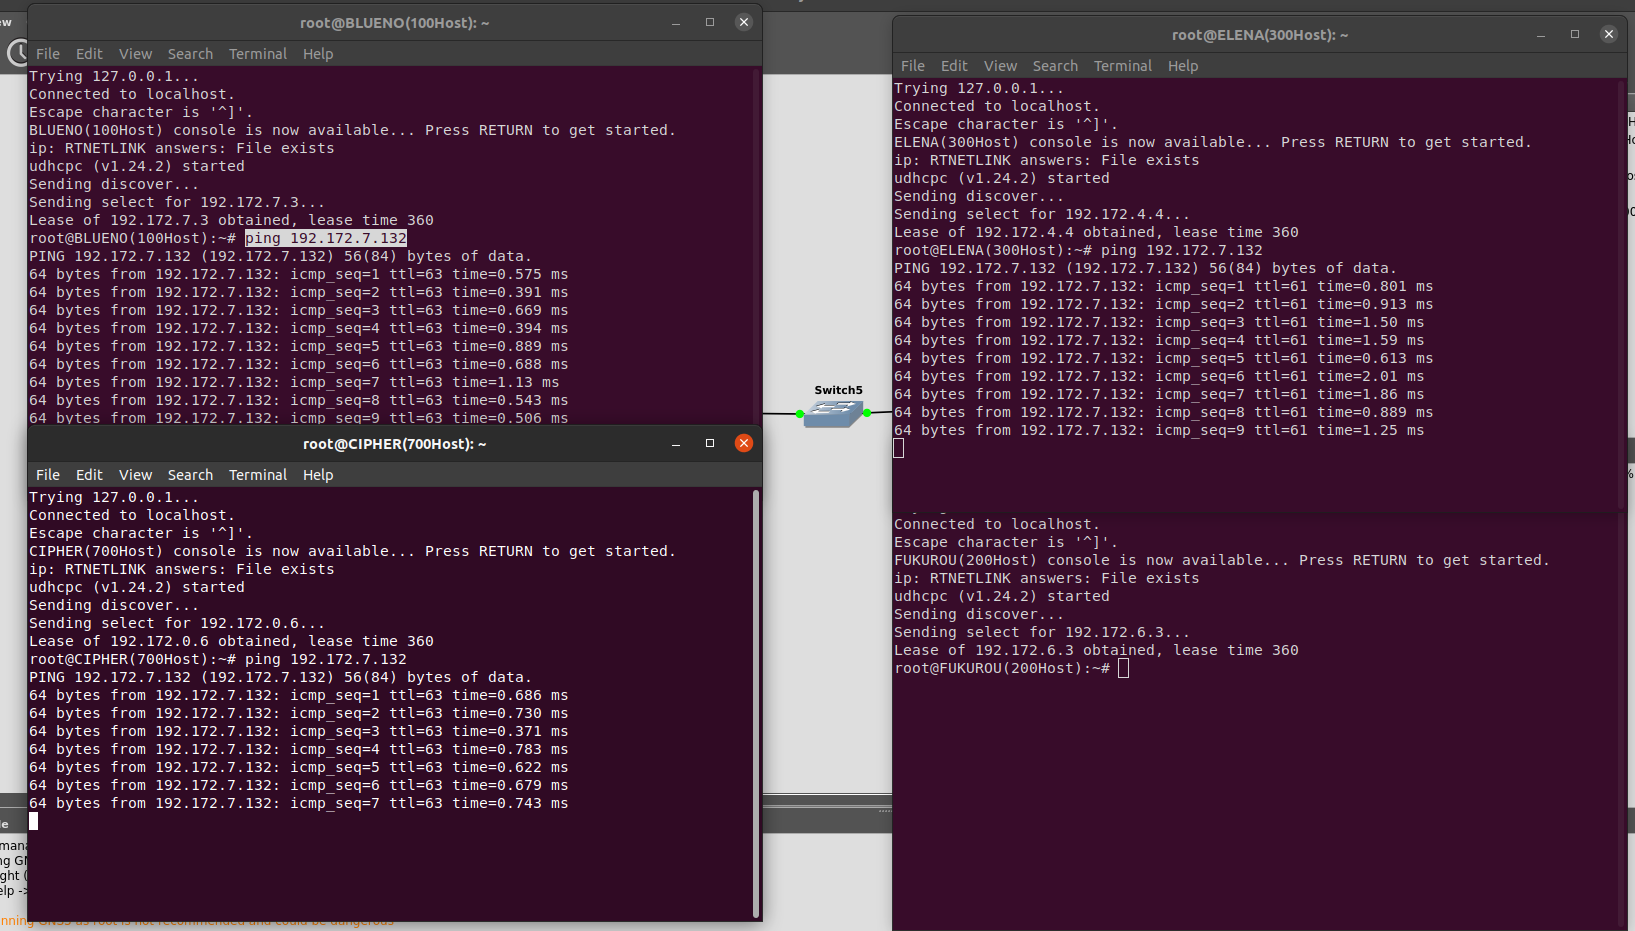 ew
root@BLUENO(100Host): ~
File Edit View Search Terminal Help
Trying 127.0.0.1...
Connected to localhost.
Escape character is '^]'.
BLUENO(100Host) console is now available... Press RETURN to get started.
ip: RTNETLINK answers: File exists
udhcpc (v1.24.2) started
Sending discover...
Sending select for 192.172.7.3...
Lease of 192.172.7.3 obtained, lease time 360
root@BLUENO(100Host):~# ping 192.172.7.132
PING 192.172.7.132 (192.172.7.132) 56(84) bytes of data.
64 bytes from 192.172.7.132: icmp_seq=1 ttl=63 time=0.575 ms
64 bytes from 192.172.7.132: icmp_seq=2 ttl=63 time=0.391 ms
64 bytes from 192.172.7.132: icmp_seq=3 ttl=63 time=0.669 ms
64 bytes from 192.172.7.132: icmp_seq=4 ttl=63 time=0.394 ms
64 bytes from 192.172.7.132: icmp_seq=5 ttl=63 time=0.889 ms
64 bytes from 192.172.7.132: icmp_seq=6 ttl=63 time=0.688 ms
64 bytes from 192.172.7.132: icmp_seq=7 ttl=63 time=1.13 ms
64 bytes from 192.172.7.132: icmp_seq=8 ttl=63 time=0.543 ms
64 bytes from 192.172.7.132: icmp_seq=9 ttl=63 time=0.506 ms
root@CIPHER(700Host): ~
File Edit View Search Terminal Help
Trying 127.0.0.1...
Connected to localhost.
Escape character is '^]'.
CIPHER(700Host) console is now available... Press RETURN to get started.
ip: RTNETLINK answers: File exists
udhcpc (v1.24.2) started
Sending discover...
Sending select for 192.172.0.6...
Lease of 192.172.0.6 obtained, lease time 360
root@CIPHER(700Host):~# ping 192.172.7.132
PING 192.172.7.132 (192.172.7.132) 56(84) bytes of data.
64 bytes from 192.172.7.132: icmp_seq=1 ttl=63 time=0.686 ms
64 bytes from 192.172.7.132: icmp_seq=2 ttl=63 time=0.730 ms
64 bytes from 192.172.7.132: icmp_seq=3 ttl=63 time=0.371 ms
64 bytes from 192.172.7.132: icmp_seq=4 ttl=63 time=0.783 ms
64 bytes from 192.172.7.132: icmp_seq=5 ttl=63 time=0.622 ms
64 bytes from 192.172.7.132: icmp_seq=6 ttl=63 time=0.679 ms
64 bytes from 192.172.7.132: icmp_seq=7 ttl=63 time=0.743 ms
le
mana
ng GN
ght (
elp ->
nning GNS3 as root is not recommended and could be dangerous
Switch5
root@ELENA(300Host): ~
File Edit View Search Terminal Help
Trying 127.0.0.1...
Connected to localhost.
Escape character is '^]'.
ELENA(300Host) console is now available... Press RETURN to get started.
ip: RTNETLINK answers: File exists
udhcpc (v1.24.2) started
Sending discover...
Sending select for 192.172.4.4...
Lease of 192.172.4.4 obtained, lease time 360
root@ELENA(300Host):~# ping 192.172.7.132
PING 192.172.7.132 (192.172.7.132) 56(84) bytes of data.
64 bytes from 192.172.7.132: icmp_seq=1 ttl=61 time=0.801 ms
64 bytes from 192.172.7.132: icmp_seq=2 ttl=61 time=0.913 ms
64 bytes from 192.172.7.132: icmp_seq=3 ttl=61 time=1.50 ms
64 bytes from 192.172.7.132: icmp_seq=4 ttl=61 time=1.59 ms
64 bytes from 192.172.7.132: icmp_seq=5 ttl=61 time=0.613 ms
64 bytes from 192.172.7.132: icmp_seq=6 ttl=61 time=2.01 ms
64 bytes from 192.172.7.132: icmp_seq=7 ttl=61 time=1.86 ms
64 bytes from 192.172.7.132: icmp_seq=8 ttl=61 time=0.889 ms
64 bytes from 192.172.7.132: icmp_seq=9 ttl=61 time=1.25 ms
Connected to localhost.
Escape character is '^]'.
FUKUROU(200Host) console is now available... Press RETURN to get started.
ip: RTNETLINK answers: File exists
udhcpc (v1.24.2) started
Sending discover...
Sending select for 192.172.6.3...
Lease of 192.172.6.3 obtained, lease time 360
root@FUKUROU(200Host):~#